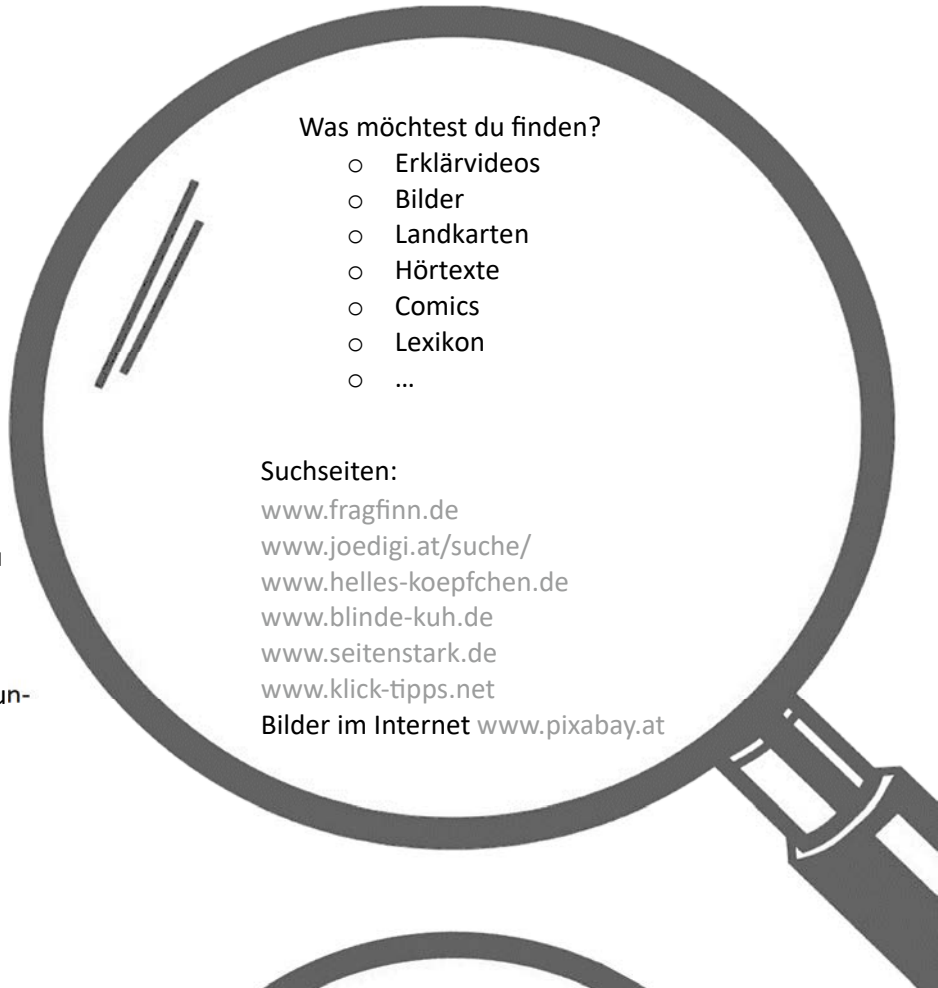 Was möchtest du finden?
o Erklärvideos
o Bilder
o Landkarten
o Hörtexte
o Comics
o Lexikon
o ...
Suchseiten:
www.fragfinn.de
www.joedigi.at/suche/
www.helles-koepfchen.de
www.blinde-kuh.de
www.seitenstark.de
www.klick-tipps.net
un-
Bilder im Internet www.pixabay.at